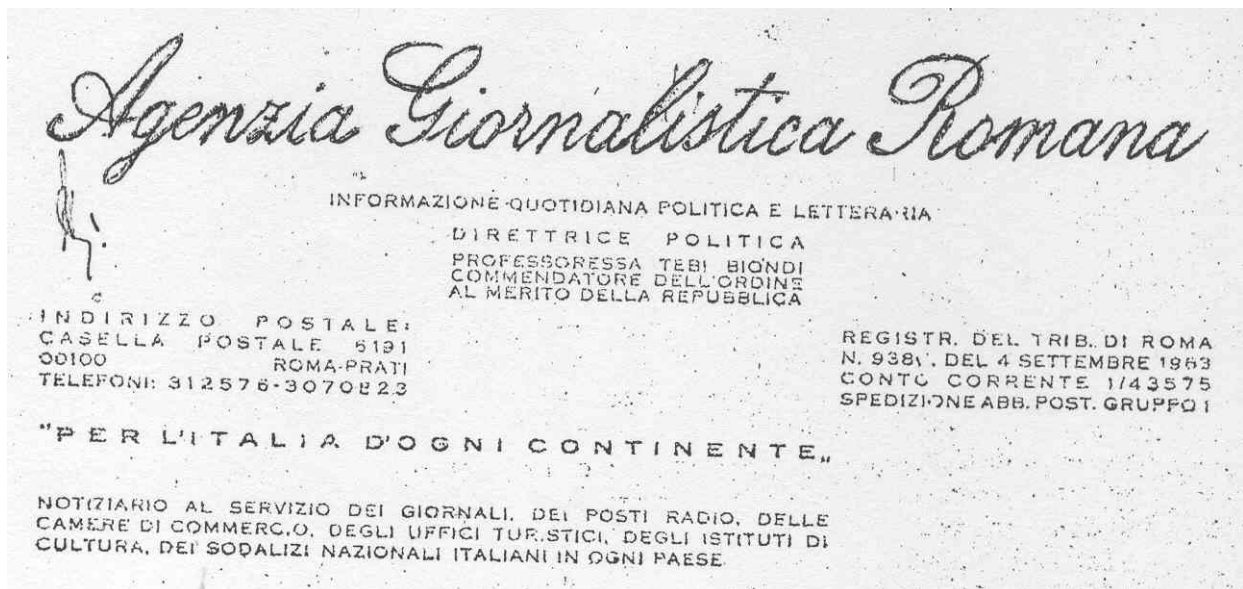 Agenzia Giornalistica Romana
INFORMAZIONE QUOTIDIANA POLITICA E LETTERARIA
DIRETTRICE POLITICA
PROFESSORESSA TEBI BIONDI
COMMENDATORE DELL'ORDINE
AL MERITO DELLA REPUBBLICA
INDIRIZZO POSTALE:
CASELLA POSTALE 6191
00100 ROMA-PRATI
TELEFONI: 312576-3070823
REGISTR. DEL TRIB. DI ROMA
N. DEL 4 SETTEMBRE 1963
CONTO CORRENTE 1/43575
SPEDIZIONE ABB. POST. GRUPPO I
"PER L'ITALIA D'OGNI CONTINENTE„
NOTIZIARIO AL SERVIZIO DEI GIORNALI, DEI POSTI RADIO, DELLE
CAMERE DI COMMERCIO, DEGLI UFFICI TURISTICI, DEGLI ISTITUTI DI
CULTURA, DEI SODALIZI NAZIONALI ITALIANI IN OGNI PAESE